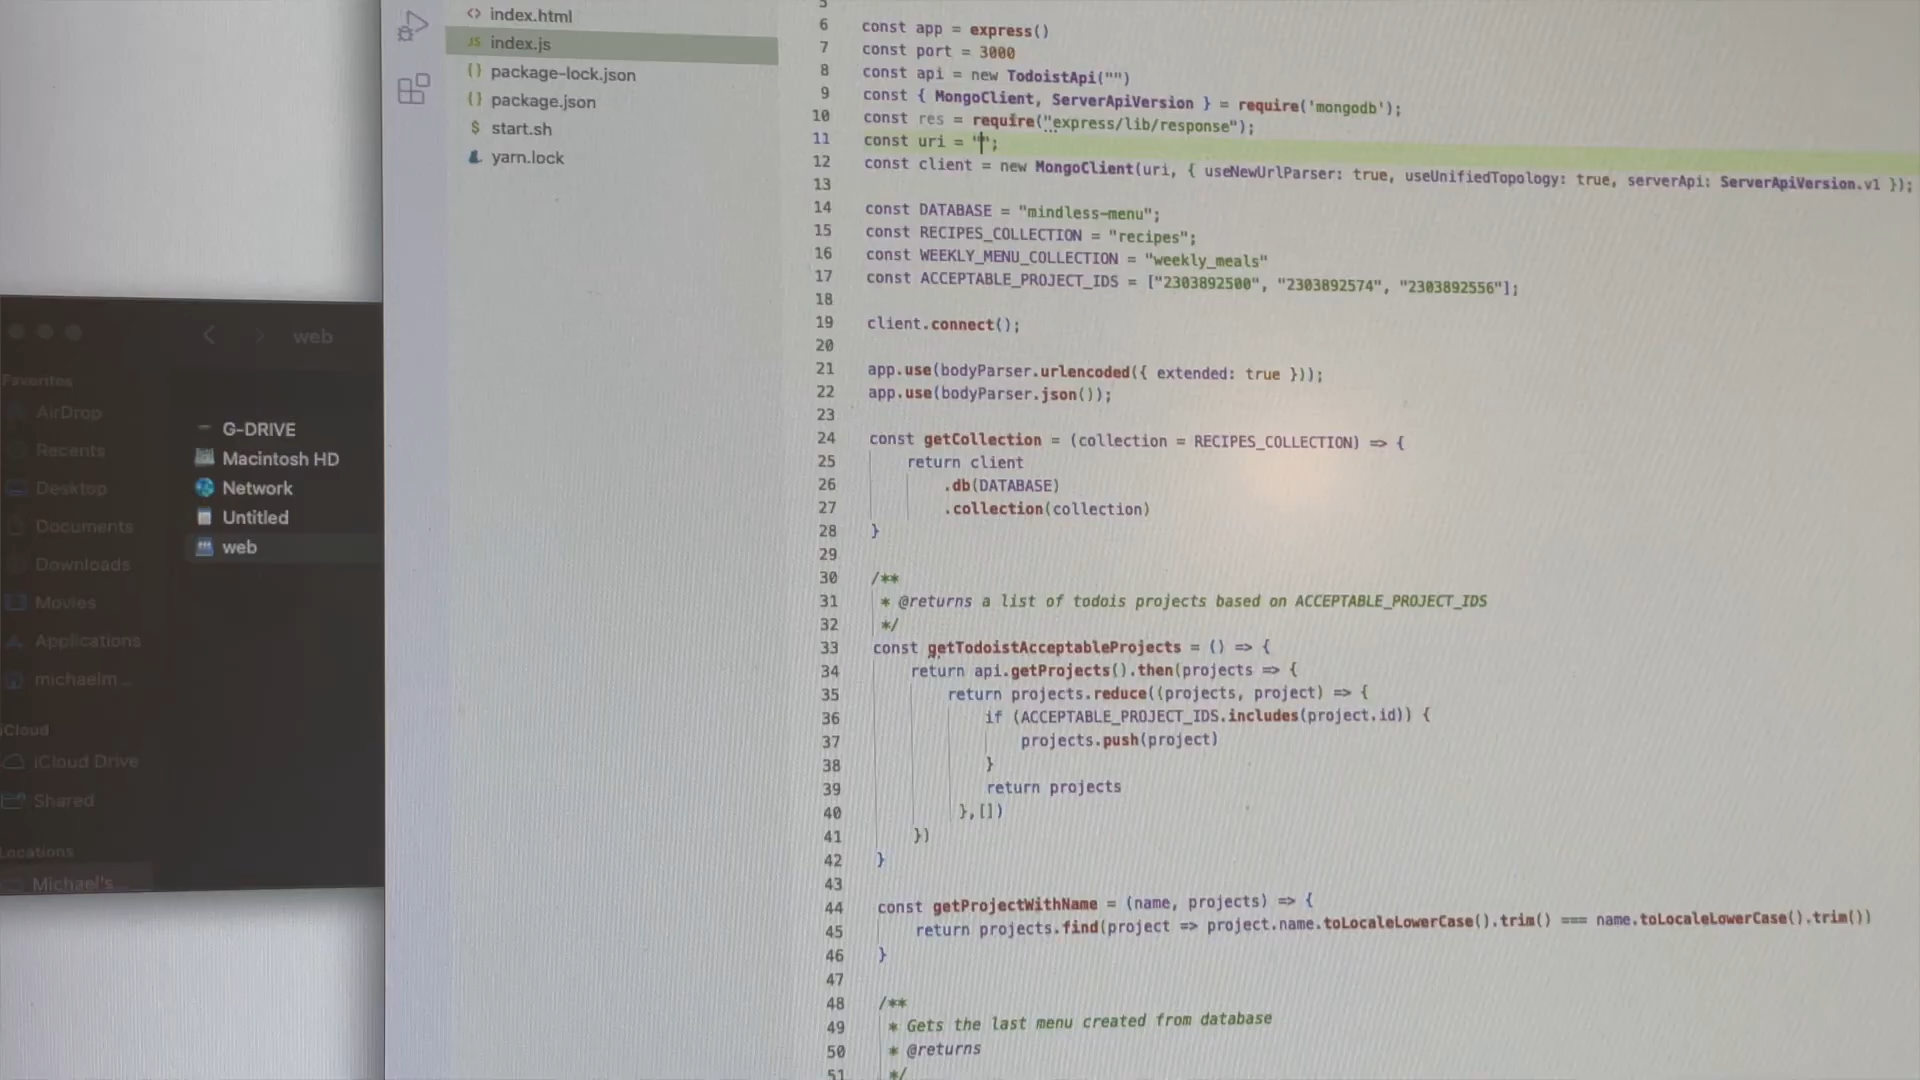 index.html
index.js
package-lock.json
package.json
start.sh
yarn.lock
web
Favorites
AirDrop
Recents
Desktop
Documents
Downloads
Movies
Applications
michaelm...
iCloud
iCloud Drive
Shared
Locations
Michael's...
G-DRIVE
Macintosh HD
Network
Untitled
web
5
6 const app = express()
7 const port = 3000
8 const api = new TodoistApi("")
9 const { MongoClient, ServerApiVersion } = require('mongodb');
10 const res = require("express/lib/response");
11 const uri = "";
12 const client = new MongoClient(uri, { useNewUrlParser: true, useUnifiedTopology: true, serverApi: ServerApiVersion.v1 });
13
14 const DATABASE = "mindless-menu";
15 const RECIPES_COLLECTION = "recipes";
16 const WEEKLY_MENU_COLLECTION = "weekly_meals"
17 const ACCEPTABLE_PROJECT_IDS = ["2303892500", "2303892574", "2303892556"];
18
19 client.connect();
20
21 app.use(bodyParser.urlencoded({ extended: true }));
22 app.use(bodyParser.json());
23
24 const getCollection = (collection = RECIPES_COLLECTION) => {
25 return client
26 .db(DATABASE)
27 .collection(collection)
28 }
29
30 /**
31 * @returns a list of todois projects based on ACCEPTABLE_PROJECT_IDS
32 */
33 const getTodoistAcceptableProjects = () => {
34 return api.getProjects().then(projects => {
35 return projects.reduce((projects, project) => {
36 if (ACCEPTABLE_PROJECT_IDS.includes(project.id)) {
37 projects.push(project)
38 }
39 return projects
40 },[])
41 })
42 }
43
44 const getProjectWithName = (name, projects) => {
45 return projects.find(project => project.name.toLocaleLowerCase().trim() === name.toLocaleLowerCase().trim())
46 }
47
48 /**
49 * Gets the last menu created from database
50 * @returns
51 */